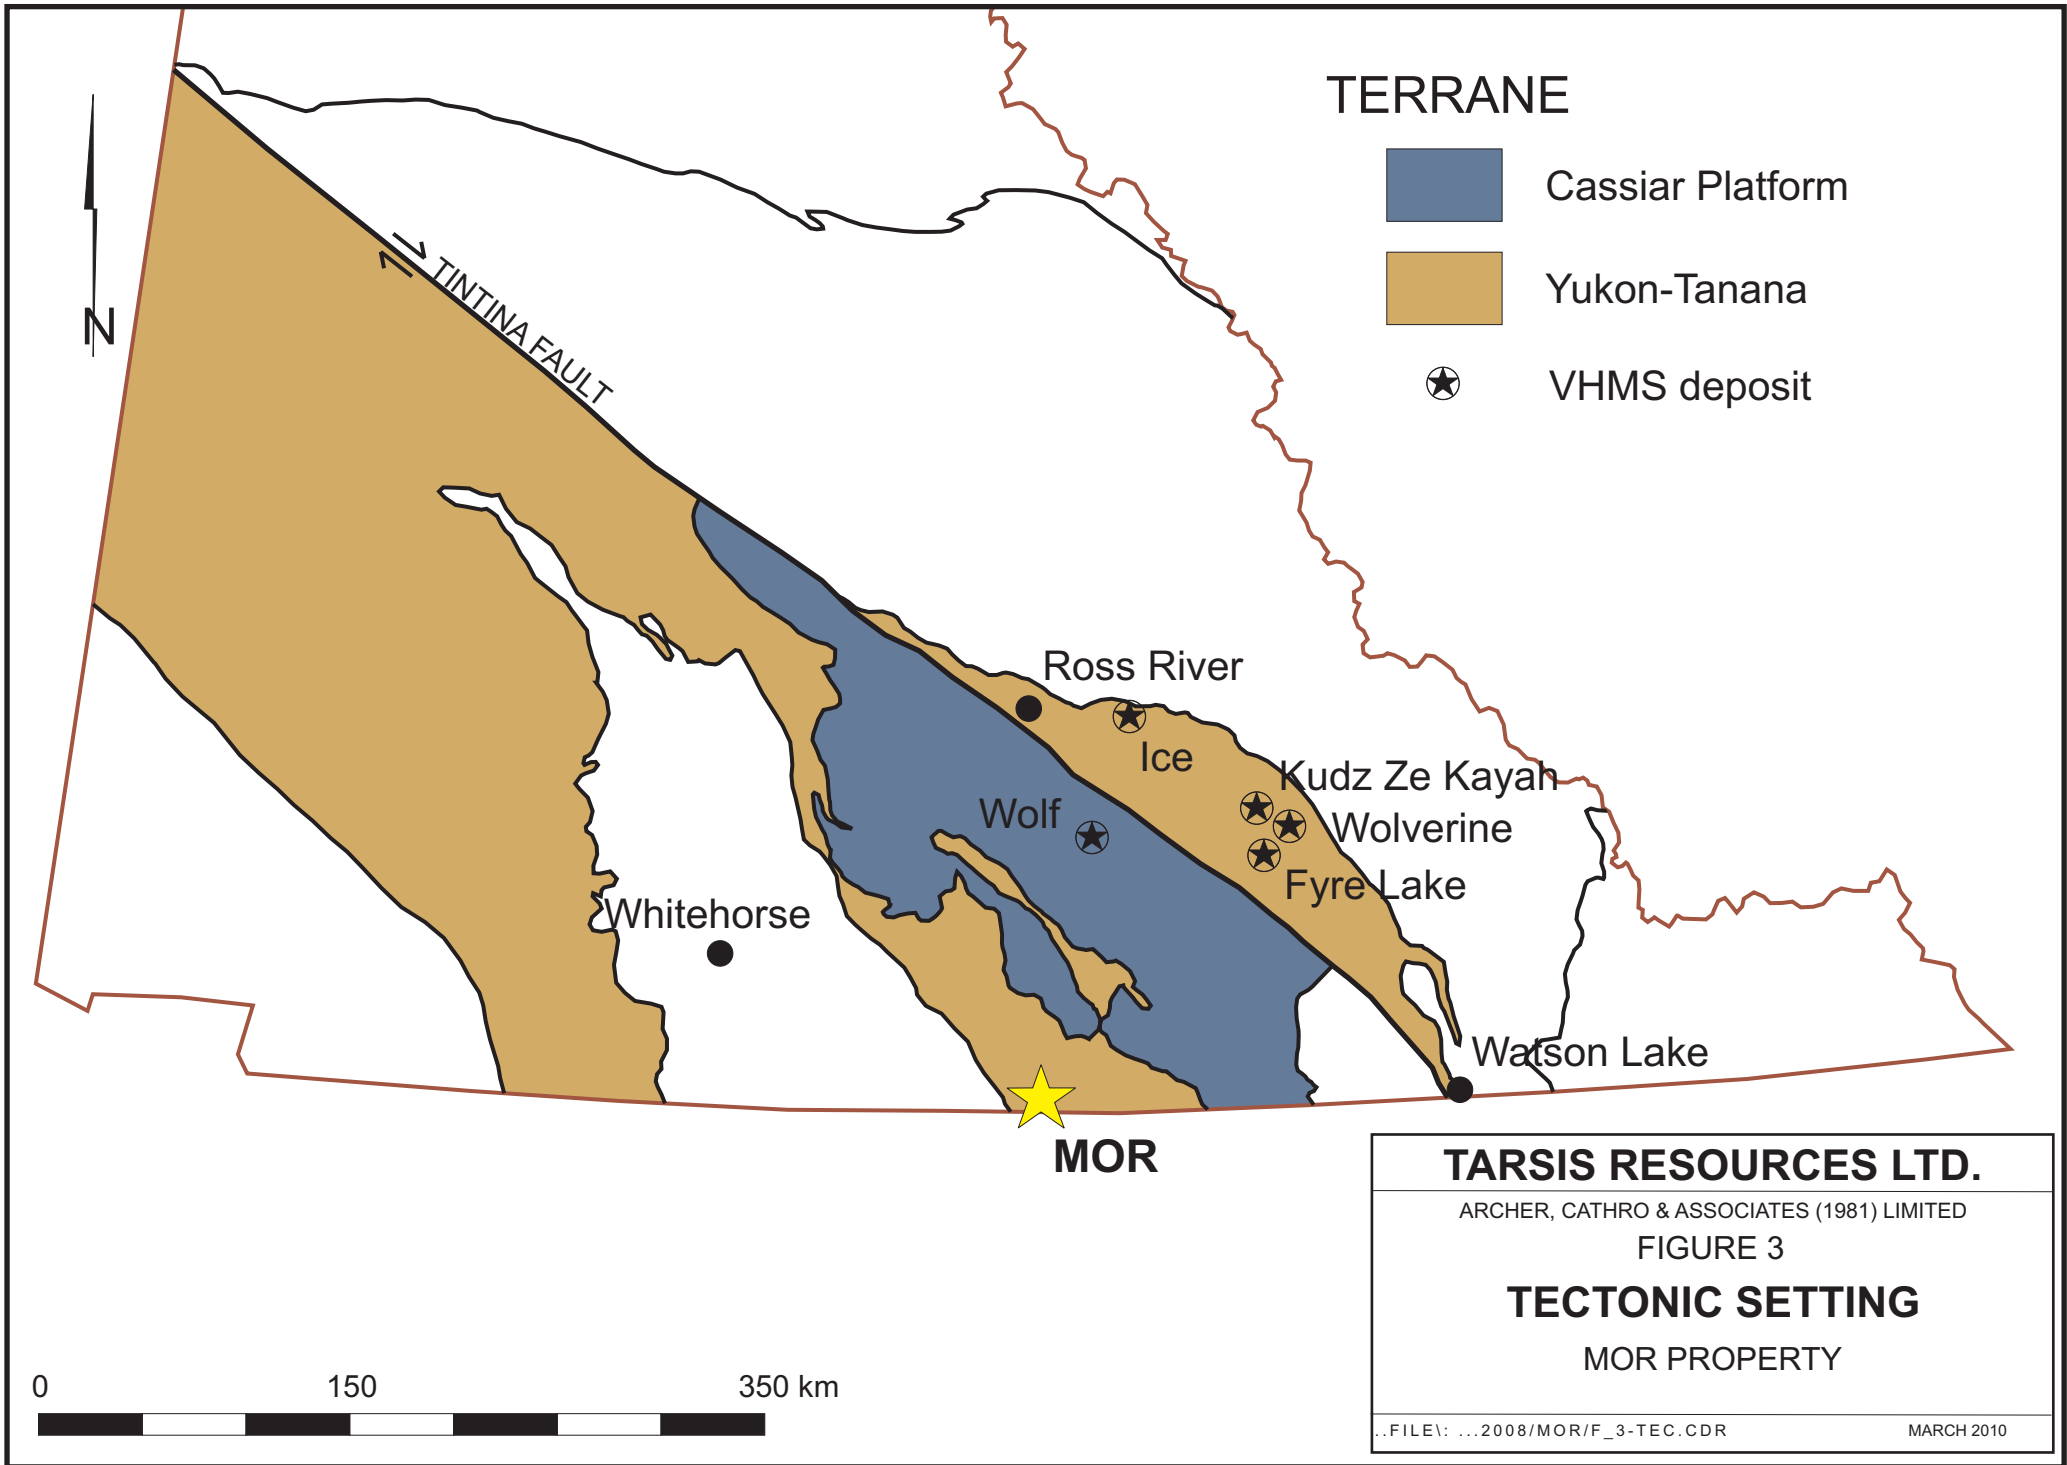 TERRANE
Cassiar Platform
Yukon-Tanana
VHMS deposit
N
TINTINA FAULT
Ross River
Ice
Kudz Ze Kayah
Wolf
Wolverine
Fyre Lake
Whitehorse
Watson Lake
MOR
TARSIS RESOURCES LTD.
ARCHER, CATHRO & ASSOCIATES (1981) LIMITED
FIGURE 3
TECTONIC SETTING
MOR PROPERTY
..FILE\: ...2008/MOR/F_3-TEC.CDR MARCH 2010
0 150 350 km